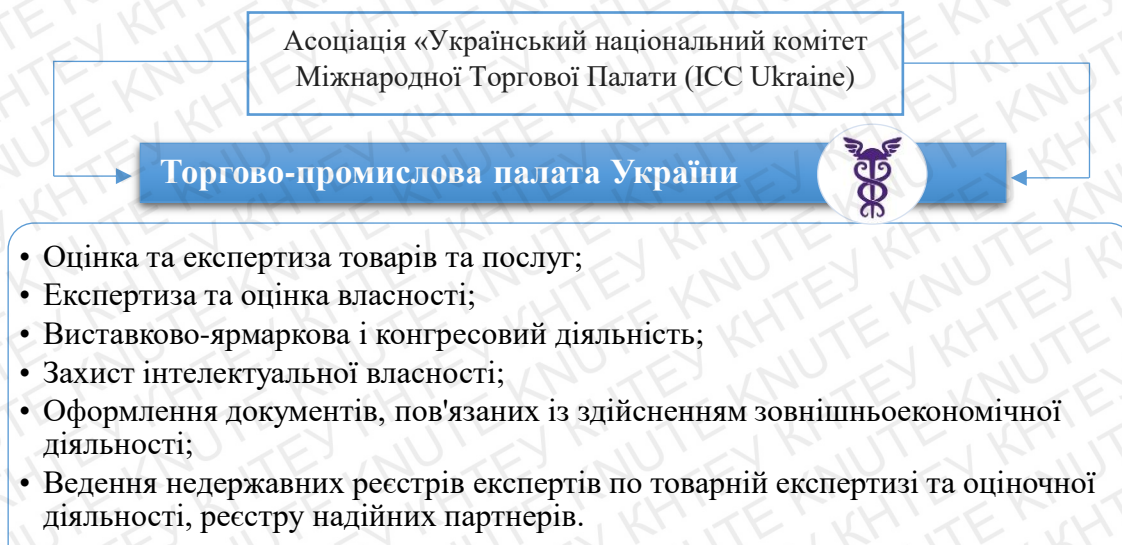 Асоціація «Український національний комітет
Міжнародної Торгової Палати (ICC Ukraine)
Торгово-промислова палата України
• Оцінка та експертиза товарів та послуг;
• Експертиза та оцінка власності;
• Виставково-ярмаркова і конгресовий діяльність;
• Захист інтелектуальної власності;
• Оформлення документів, пов'язаних із здійсненням зовнішньоекономічної
діяльності;
• Ведення недержавних реєстрів експертів по товарній експертизі та оціночної
діяльності, реєстру надійних партнерів.